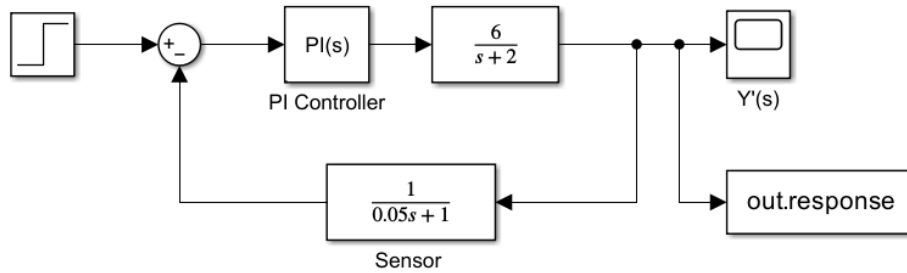 +
−
PI(s)
PI Controller
6
s + 2
Y'(s)
1
0.05s + 1
Sensor
out.response